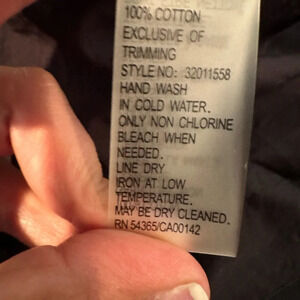 100% COTTON
EXCLUSIVE OF
TRIMMING
STYLE NO: 32011558
HAND WASH
IN COLD WATER.
ONLY NON CHLORINE
BLEACH WHEN
NEEDED.
LINE DRY
IRON AT LOW
TEMPERATURE.
MAY BE DRY CLEANED.
RN 54365/CA00142